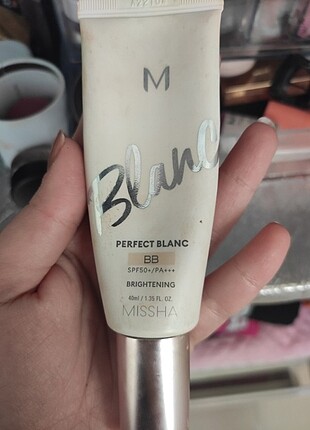 M
Blanc
PERFECT BLANC
BB
SPF50+/PA+++
BRIGHTENING
40ml / 1.35 FL. OZ.
MISSHA